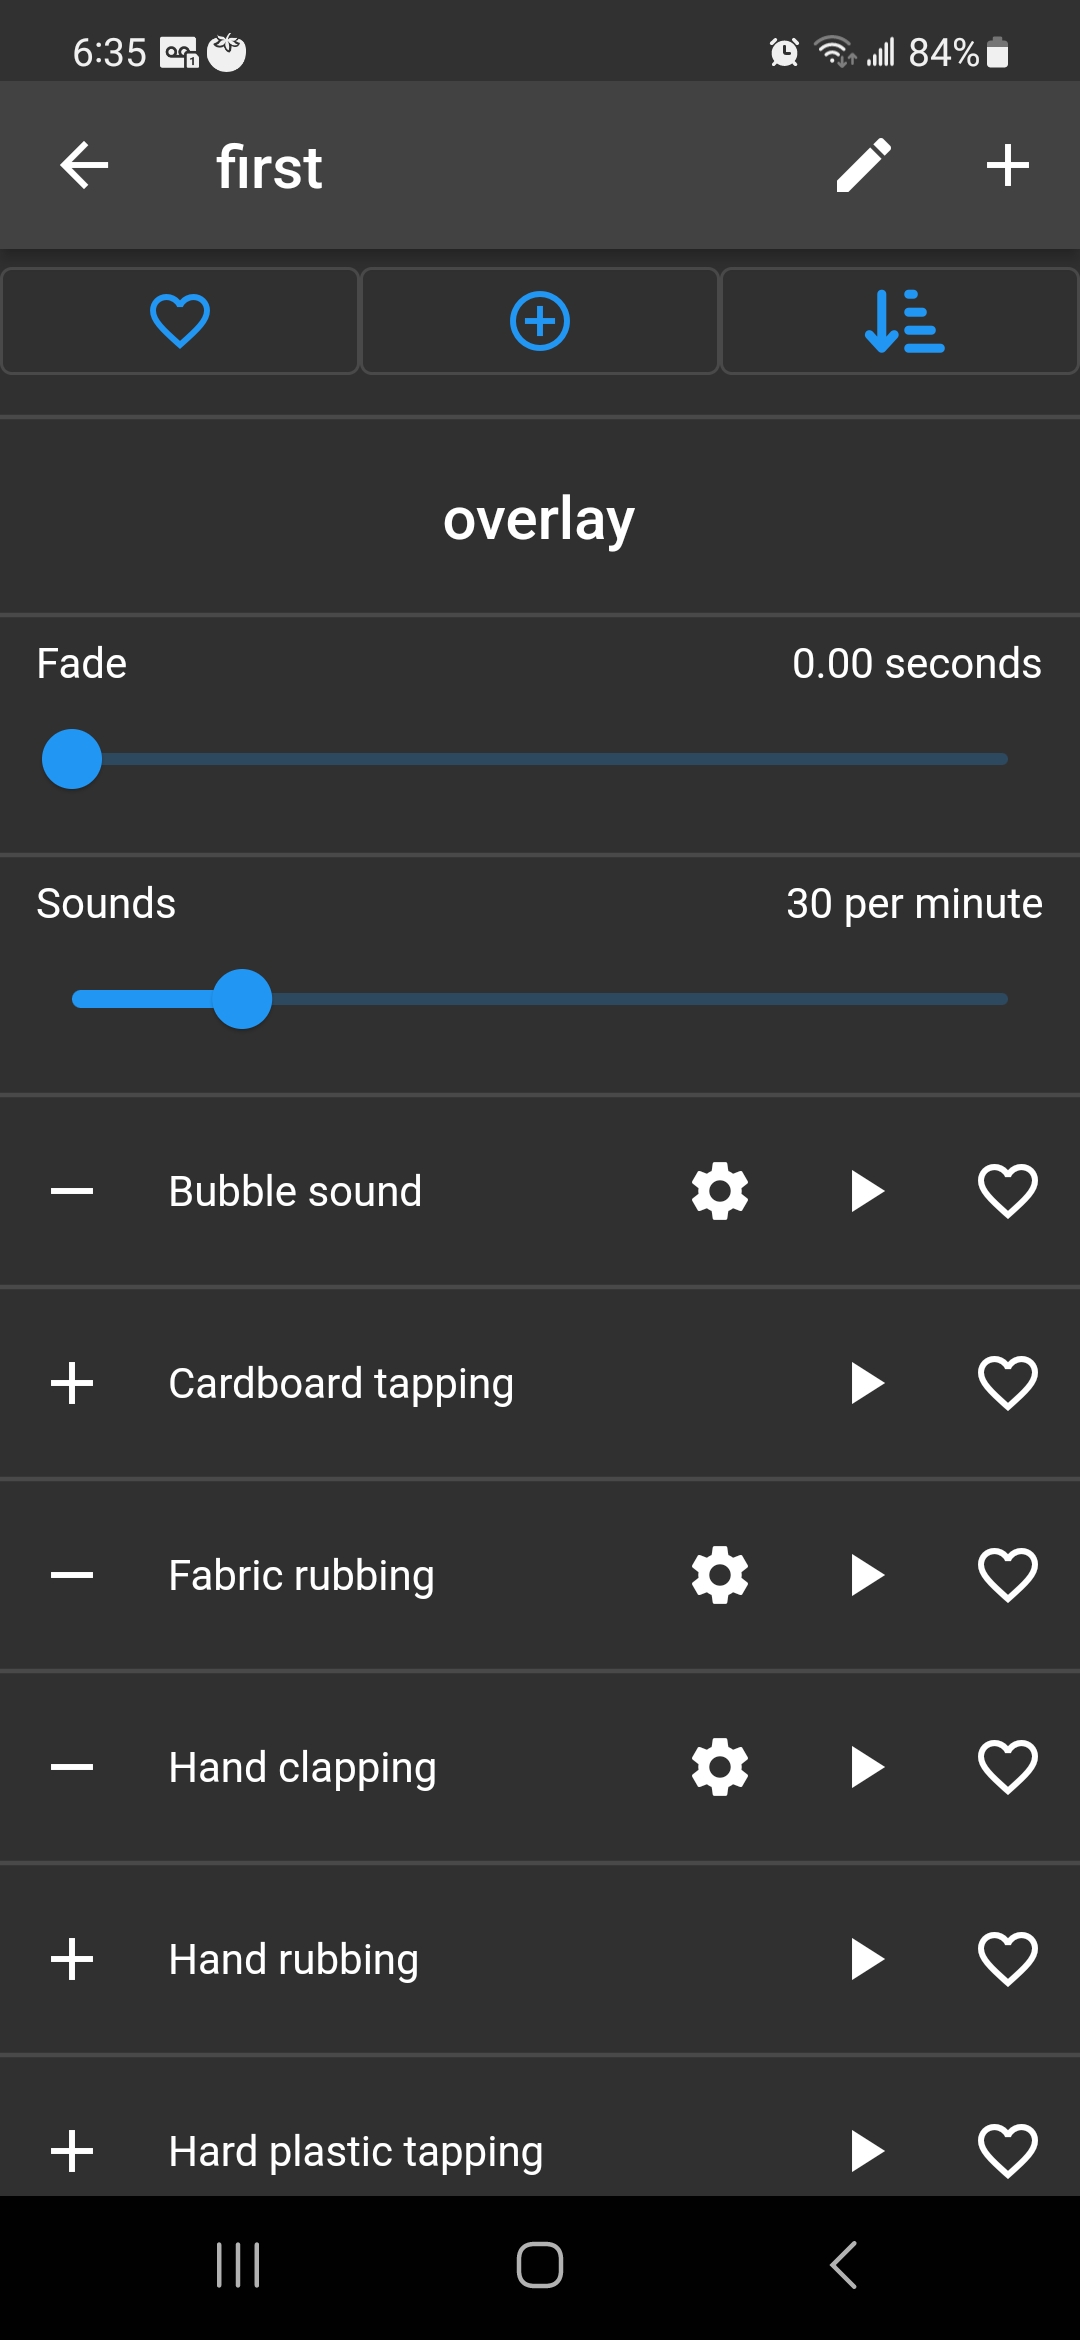 6:35
84%
first
overlay
Fade
0.00 seconds
Sounds
30 per minute
Bubble sound
Cardboard tapping
Fabric rubbing
Hand clapping
Hand rubbing
Hard plastic tapping